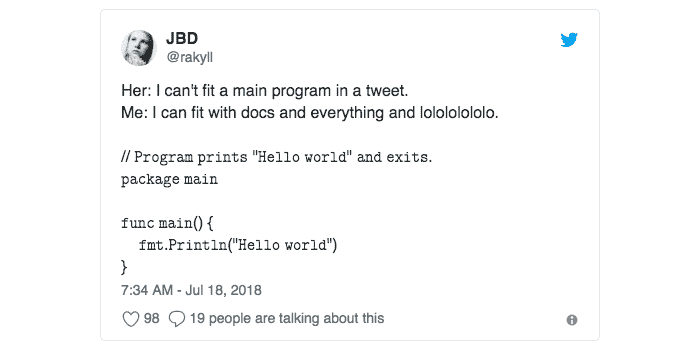 JBD
@rakyll
Her: I can't fit a main program in a tweet.
Me: I can fit with docs and everything and lolololololo.
// Program prints "Hello world" and exits.
package main
func main() {
fmt.Println("Hello world")
}
7:34 AM - Jul 18, 2018
98 19 people are talking about this